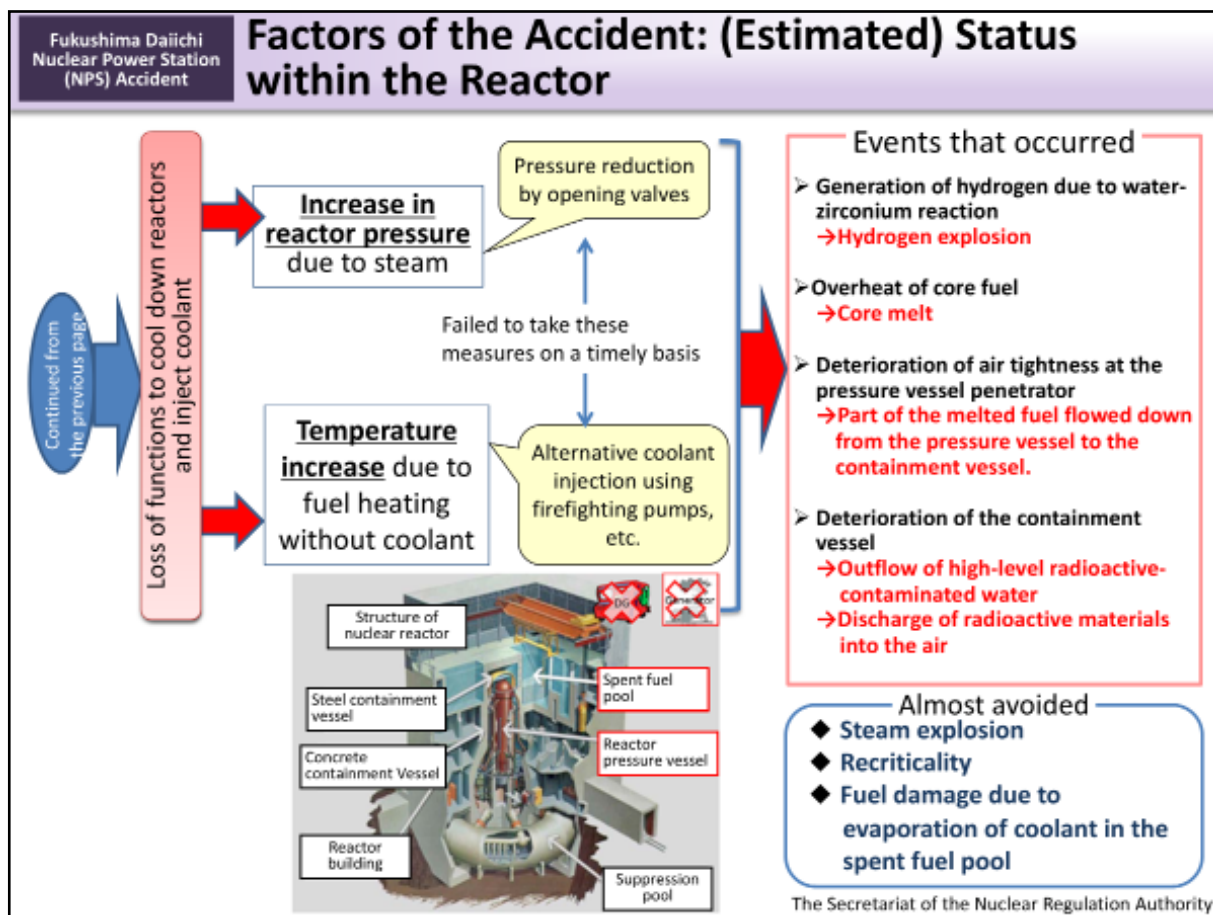 Fukushima Daiichi
Nuclear Power Station
(NPS) Accident
Factors of the Accident: (Estimated) Status
within the Reactor
Continued from
the previous page
Loss of functions to cool down reactors
and inject coolant
Increase in
reactor pressure
due to steam
Pressure reduction
by opening valves
Failed to take these
measures on a timely basis
Temperature
increase due to
fuel heating
without coolant
Alternative coolant
injection using
firefighting pumps,
etc.
DG
Generator
Structure of
nuclear reactor
Steel containment
vessel
Concrete
containment Vessel
Reactor
building
Spent fuel
pool
Reactor
pressure vessel
Suppression
pool
Events that occurred
➢ Generation of hydrogen due to water-
zirconium reaction
→Hydrogen explosion
➢Overheat of core fuel
→Core melt
➢ Deterioration of air tightness at the
pressure vessel penetrator
→Part of the melted fuel flowed down
from the pressure vessel to the
containment vessel.
➢ Deterioration of the containment
vessel
→Outflow of high-level radioactive-
contaminated water
→Discharge of radioactive materials
into the air
Almost avoided
◆ Steam explosion
◆ Recriticality
◆ Fuel damage due to
evaporation of coolant in the
spent fuel pool
The Secretariat of the Nuclear Regulation Authority